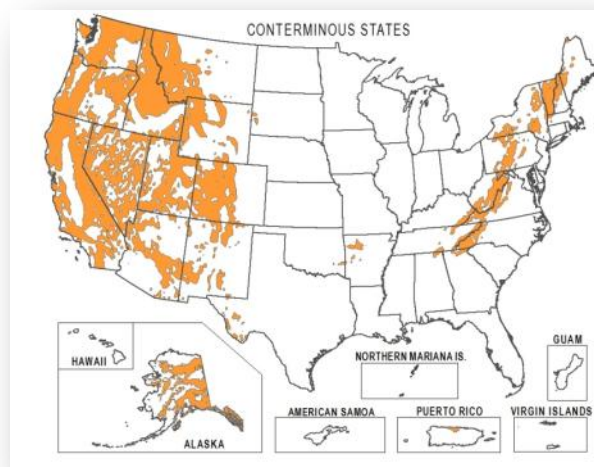 CONTERMINOUS STATES
HAWAII
ALASKA
NORTHERN MARIANA IS.
GUAM
AMERICAN SAMOA
PUERTO RICO
VIRGIN ISLANDS